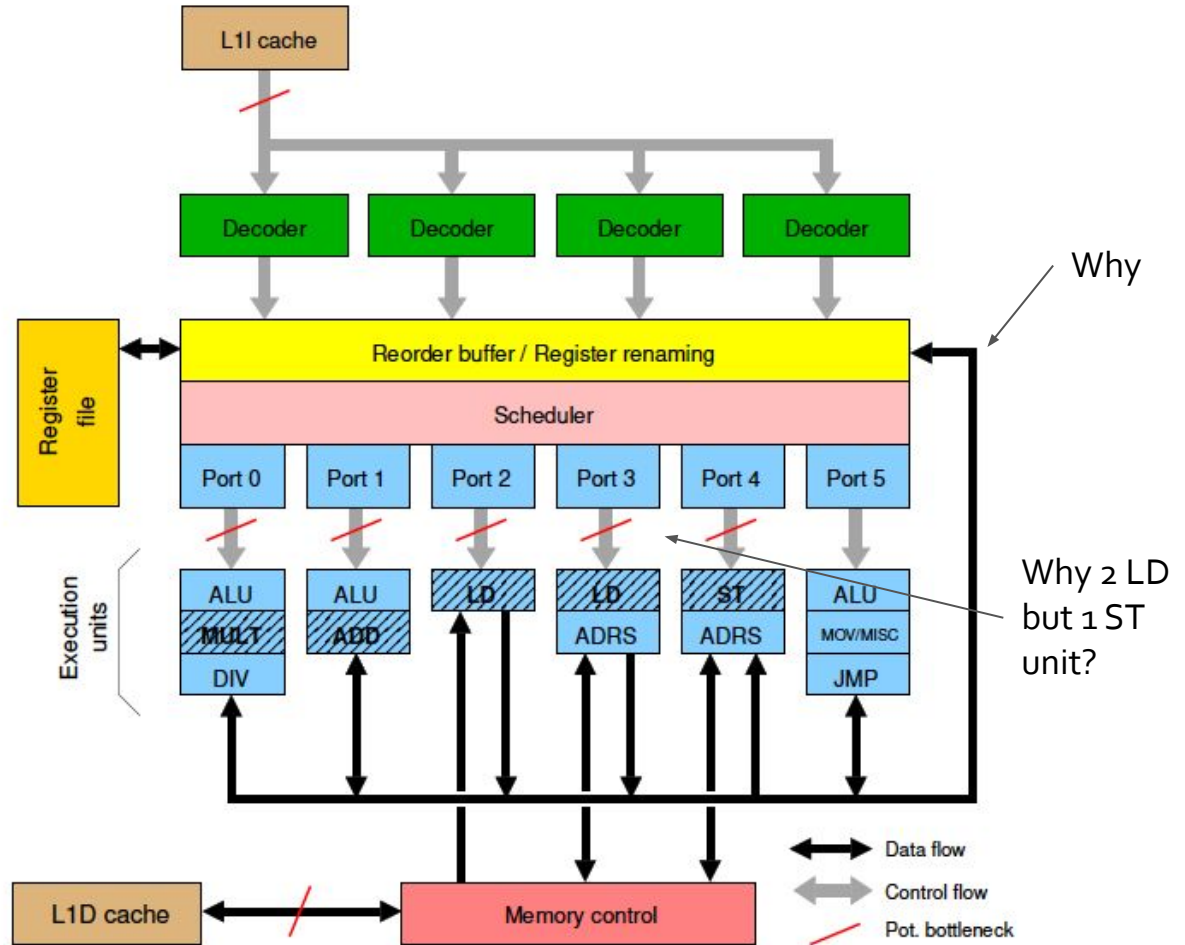 L1I cache
Decoder
Decoder
Decoder
Decoder
Why
Register
file
Reorder buffer / Register renaming
Scheduler
Port 0
Port 1
Port 2
Port 3
Port 4
Port 5
Execution
units
ALU
MULT
DIV
ALU
ADD
LD
LD
ADRS
ST
ADRS
ALU
MOV/MISC
JMP
Why 2 LD
but 1 ST
unit?
L1D cache
Memory control
Data flow
Control flow
Pot. bottleneck